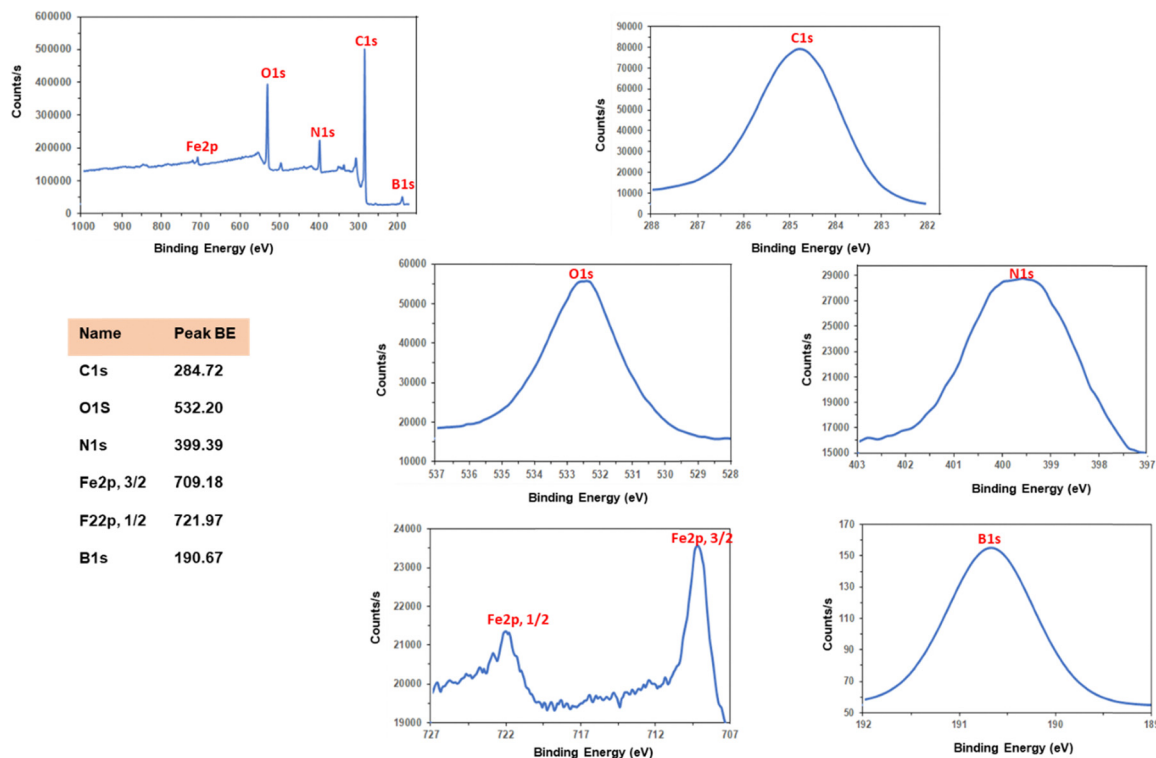 600000
500000
400000
300000
200000
100000
0
Counts/s
C1s
O1s
N1s
Fe2p
B1s
1000 900 800 700 600 500 400 300 200
Binding Energy (eV)
90000
80000
70000
60000
50000
40000
30000
20000
10000
0
Counts/s
C1s
288 287 286 285 284 283 282
Binding Energy (eV)
Name Peak BE
C1s 284.72
O1S 532.20
N1s 399.39
Fe2p, 3/2 709.18
F22p, 1/2 721.97
B1s 190.67
60000
50000
40000
30000
20000
10000
Counts/s
O1s
537 536 535 534 533 532 531 530 529 528
Binding Energy (eV)
29000
27000
25000
23000
21000
19000
17000
15000
Counts/s
N1s
403 402 401 400 399 398 397
Binding Energy (eV)
24000
23000
22000
21000
20000
19000
Counts/s
Fe2p, 3/2
Fe2p, 1/2
727 722 717 712 707
Binding Energy (eV)
170
150
130
110
90
70
50
Counts/s
B1s
192 191 190 189
Binding Energy (eV)